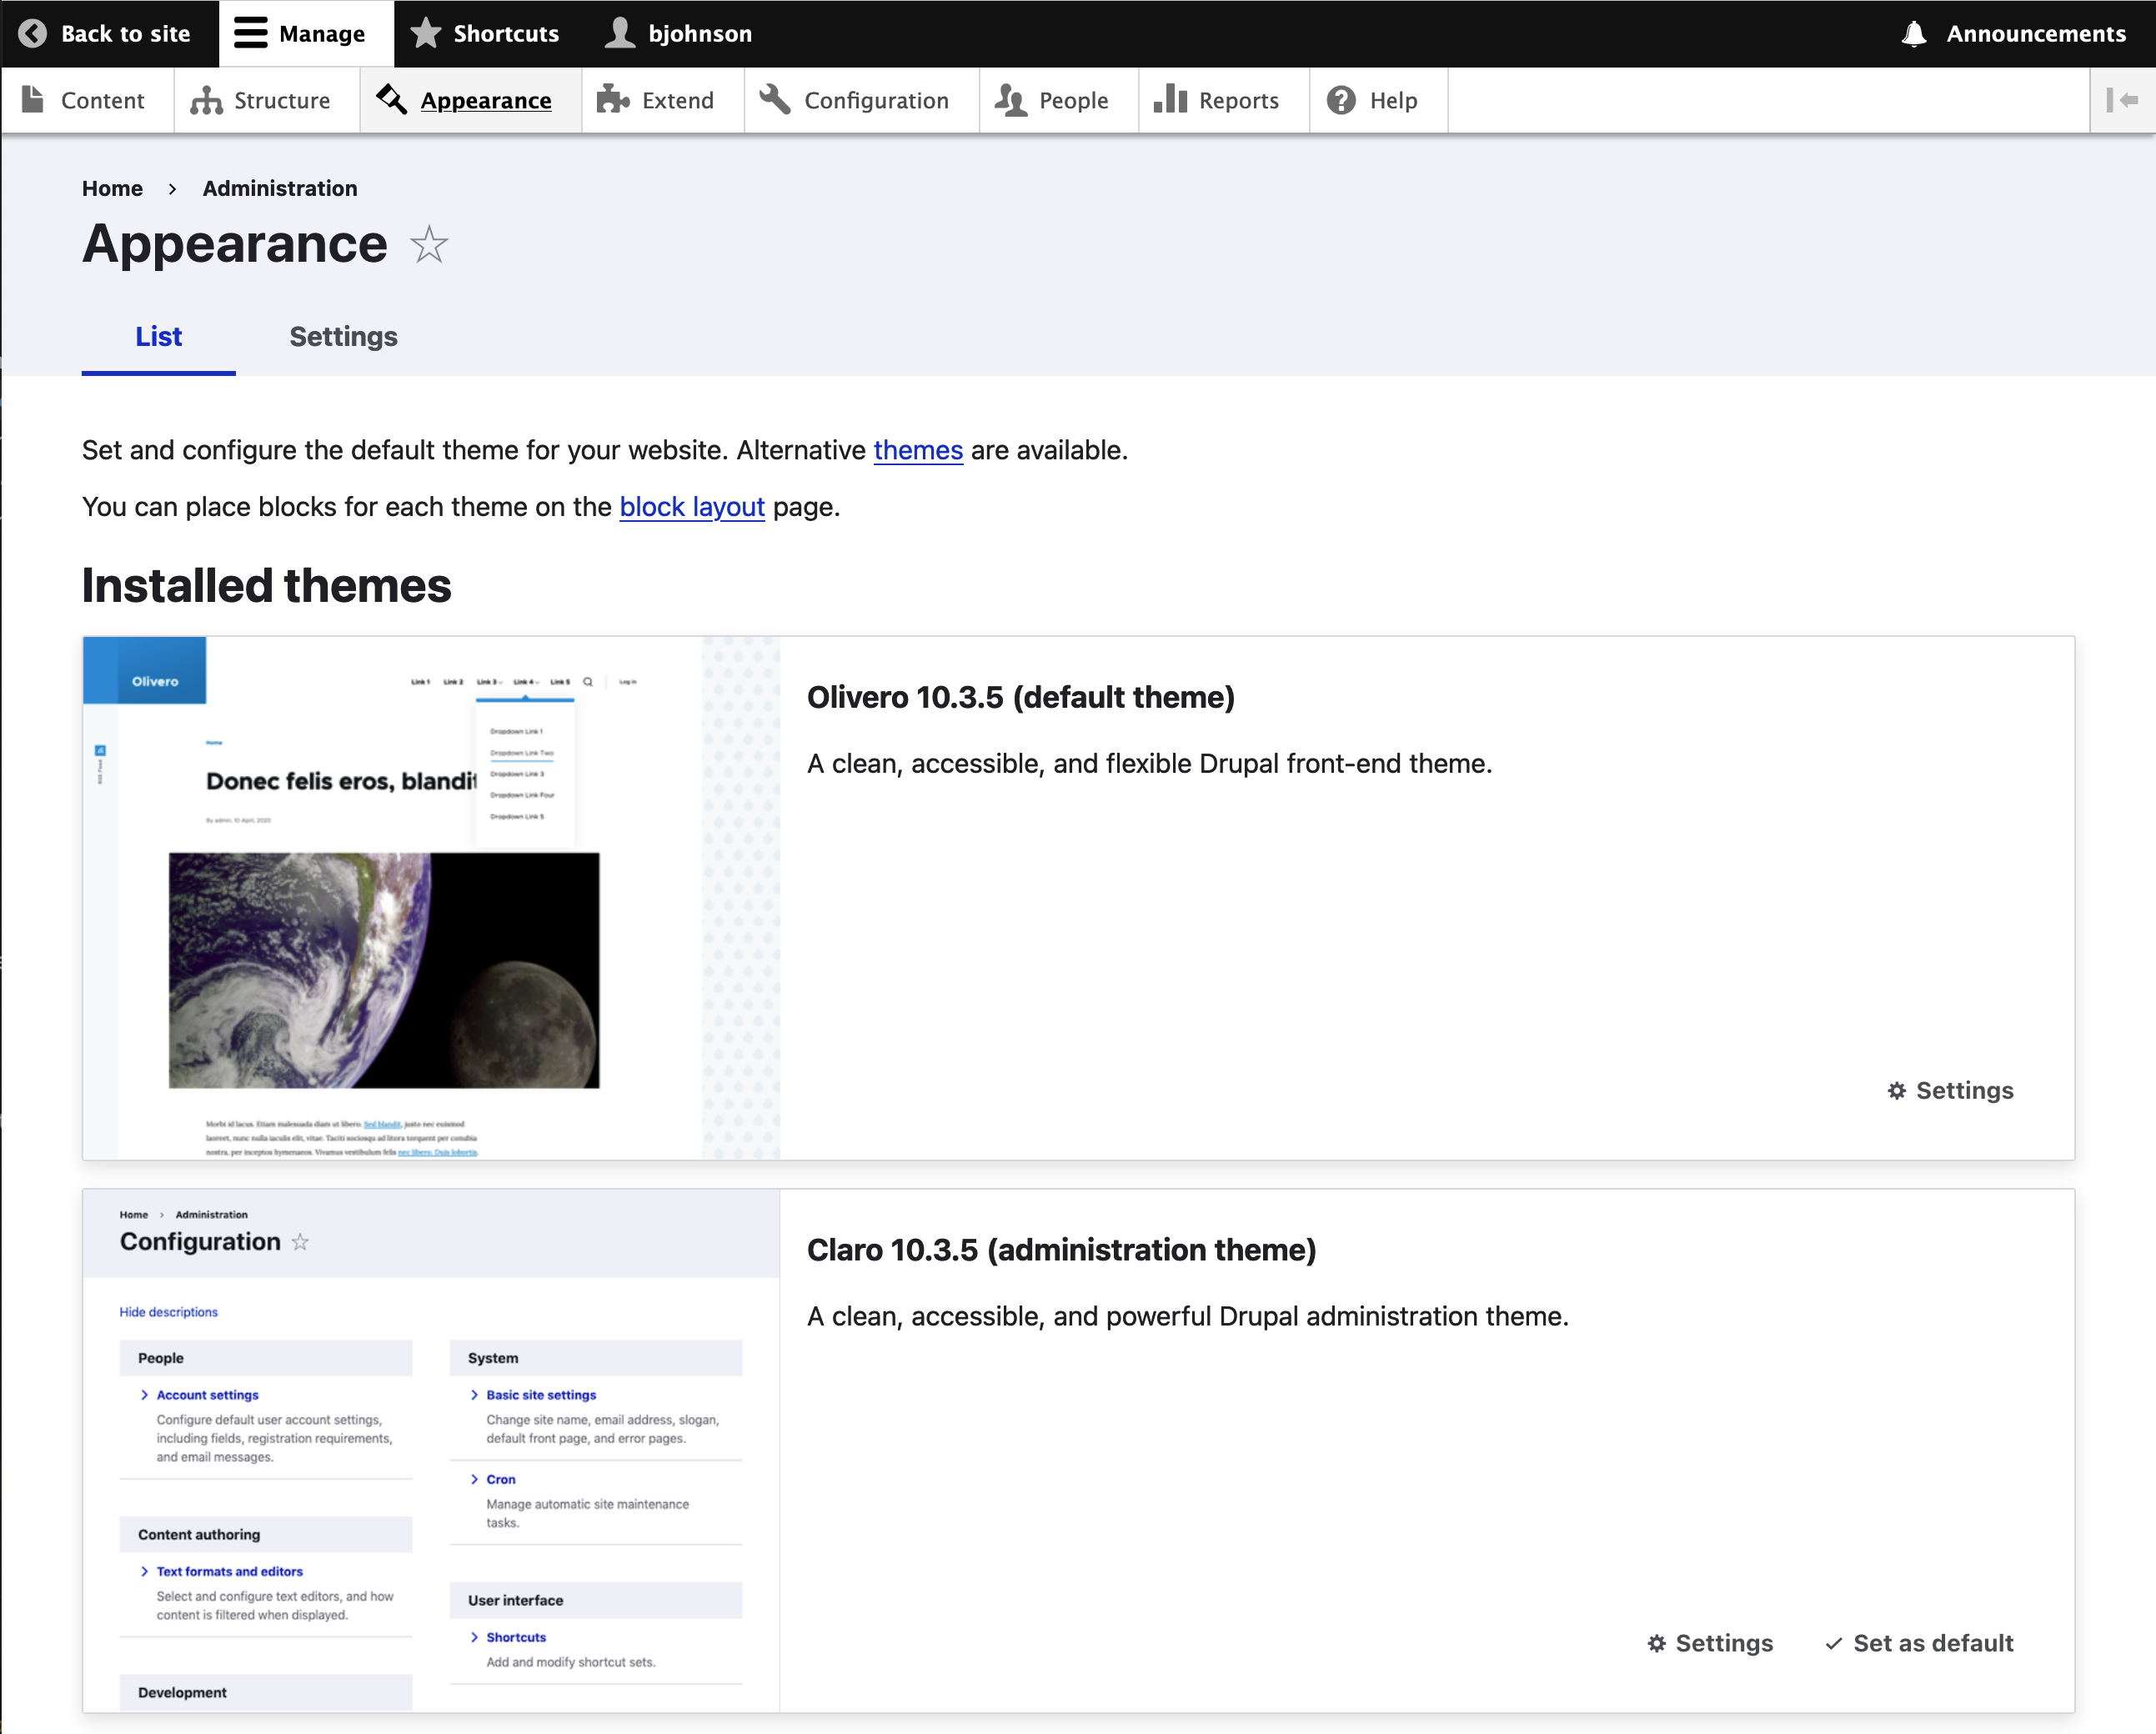 Back to site
Manage
Shortcuts
bjohnson
Announcements
Content
Structure
Appearance
Extend
Configuration
People
Reports
Help
Home › Administration
Appearance
List
Settings
Set and configure the default theme for your website. Alternative themes are available.
You can place blocks for each theme on the block layout page.
Installed themes
Olivero
Link 1 Link 2 Link 3 Link 4 Link 5 Log in
Dropdown Link 1
Dropdown Link Two
Dropdown Link 3
Dropdown Link Four
Dropdown Link 5
RSS Feed
Home
Donec felis eros, blandit
By admin, 10 April, 2020
Morbi id lacus. Etiam malesuada diam ut libero. Sed blandit, justo nec euismod
laoreet, nunc nulla iaculis elit, vitae. Taciti sociosqu ad litora torquent per conubia
nostra, per inceptos hymenaeos. Vivamus vestibulum felis nec libero. Duis lobortis.
Olivero 10.3.5 (default theme)
A clean, accessible, and flexible Drupal front-end theme.
Settings
Home › Administration
Configuration
Hide descriptions
People
Account settings
Configure default user account settings,
including fields, registration requirements,
and email messages.
Content authoring
Text formats and editors
Select and configure text editors, and how
content is filtered when displayed.
Development
System
Basic site settings
Change site name, email address, slogan,
default front page, and error pages.
Cron
Manage automatic site maintenance
tasks.
User interface
Shortcuts
Add and modify shortcut sets.
Claro 10.3.5 (administration theme)
A clean, accessible, and powerful Drupal administration theme.
Settings
Set as default